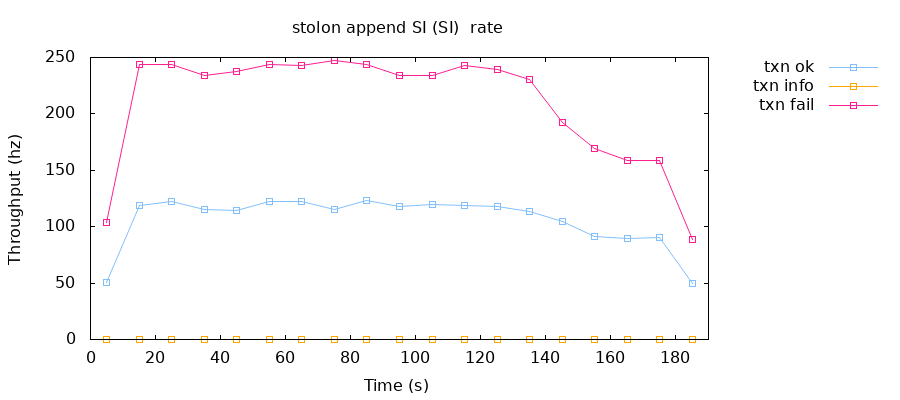 stolon append SI (SI)  rate
txn ok
txn info
txn fail
Throughput (hz)
250
200
150
100
50
0
0 20 40 60 80 100 120 140 160 180
Time (s)